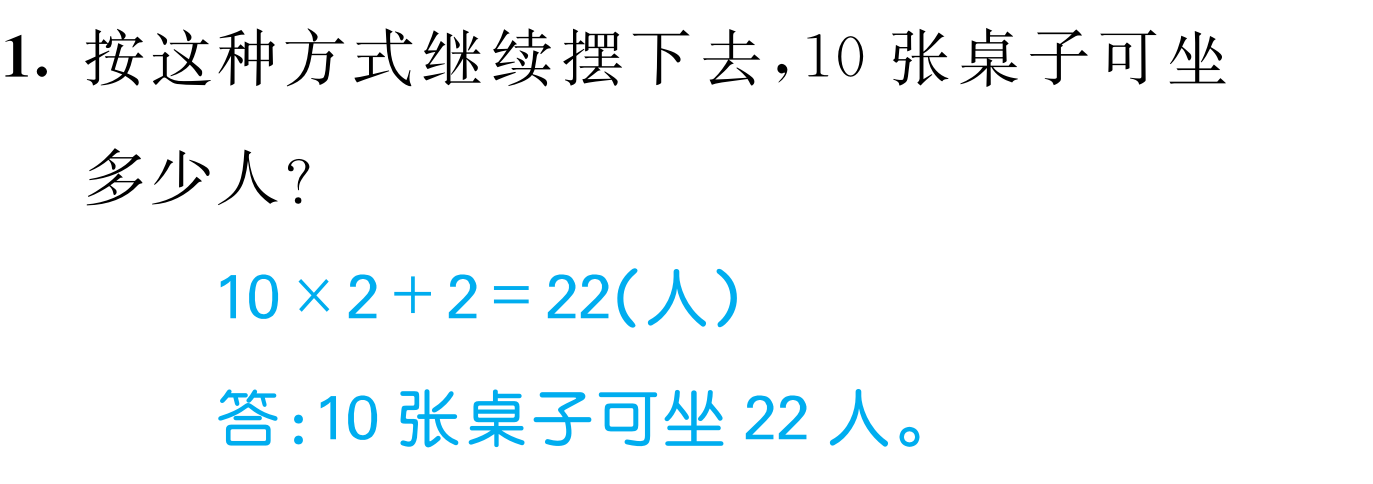 1. 按这种方式继续摆下去,10 张桌子可坐
多少人?
10×2+2=22(人)
答:10 张桌子可坐 22 人。